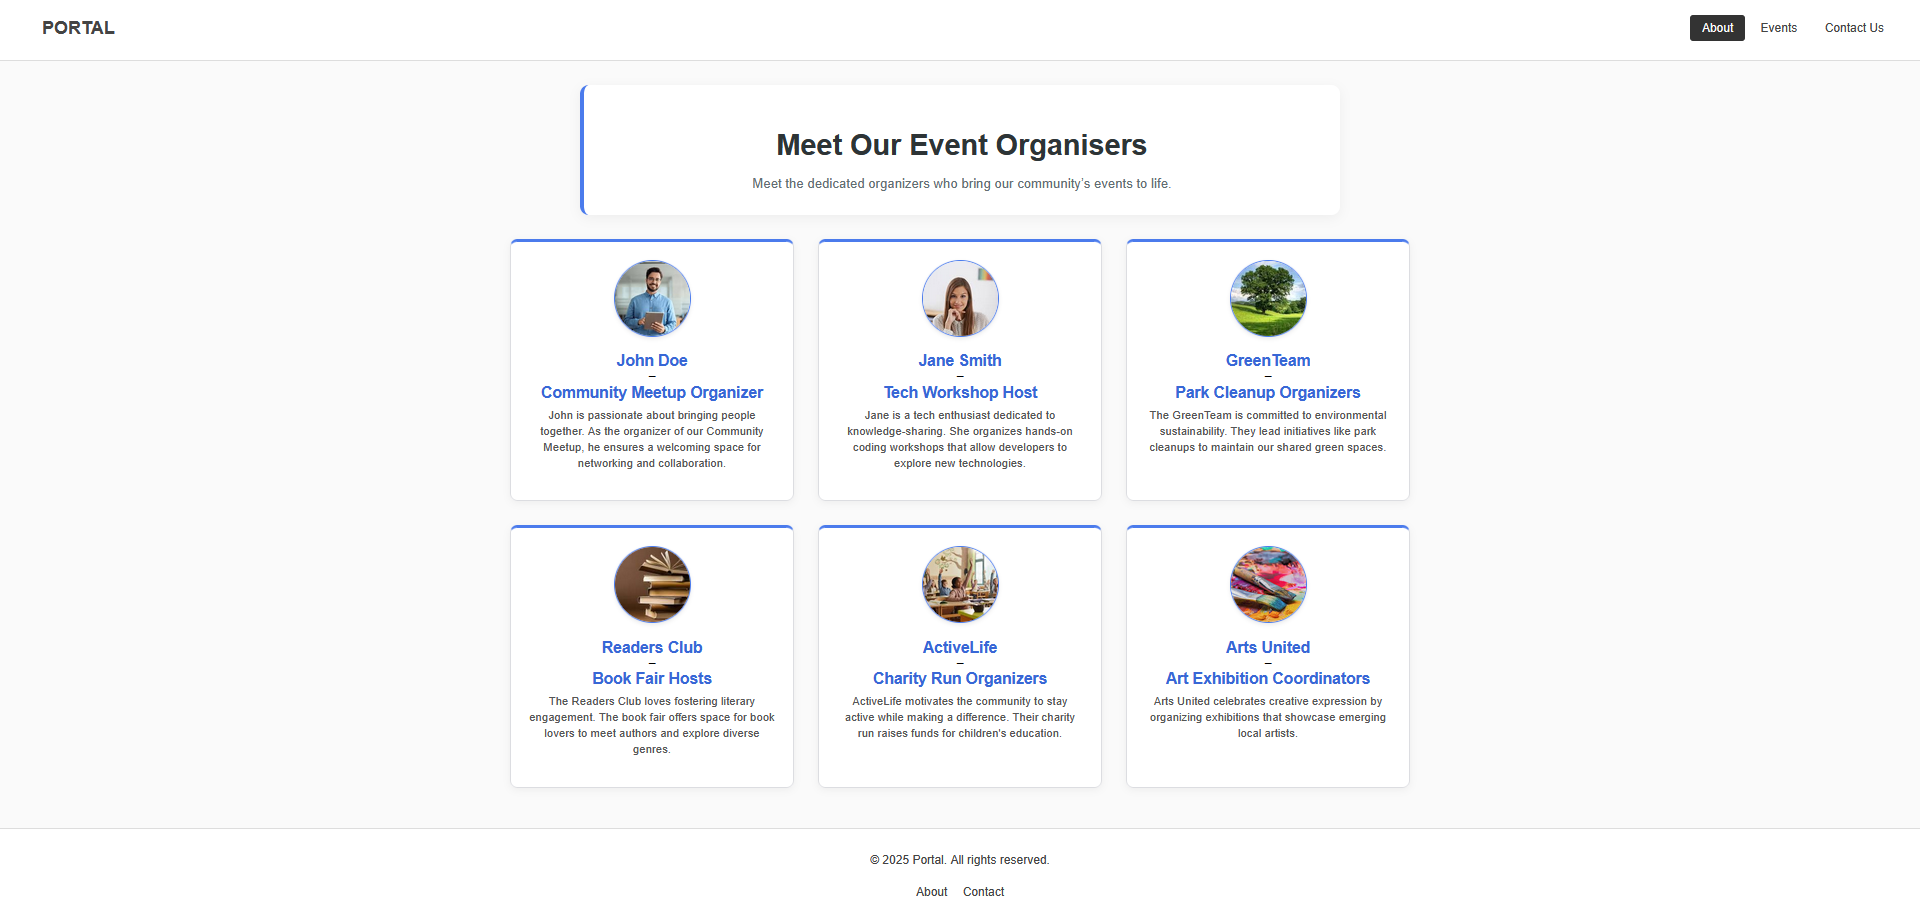 PORTAL
About
Events
Contact Us
Meet Our Event Organisers
Meet the dedicated organizers who bring our community's events to life.
John Doe
–
Community Meetup Organizer
John is passionate about bringing people
together. As the organizer of our Community
Meetup, he ensures a welcoming space for
networking and collaboration.
Jane Smith
–
Tech Workshop Host
Jane is a tech enthusiast dedicated to
knowledge-sharing. She organizes hands-on
coding workshops that allow developers to
explore new technologies.
GreenTeam
–
Park Cleanup Organizers
The GreenTeam is committed to environmental
sustainability. They lead initiatives like park
cleanups to maintain our shared green spaces.
Readers Club
–
Book Fair Hosts
The Readers Club loves fostering literary
engagement. The book fair offers space for book
lovers to meet authors and explore diverse
genres.
ActiveLife
–
Charity Run Organizers
ActiveLife motivates the community to stay
active while making a difference. Their charity
run raises funds for children's education.
Arts United
–
Art Exhibition Coordinators
Arts United celebrates creative expression by
organizing exhibitions that showcase emerging
local artists.
© 2025 Portal. All rights reserved.
About
Contact